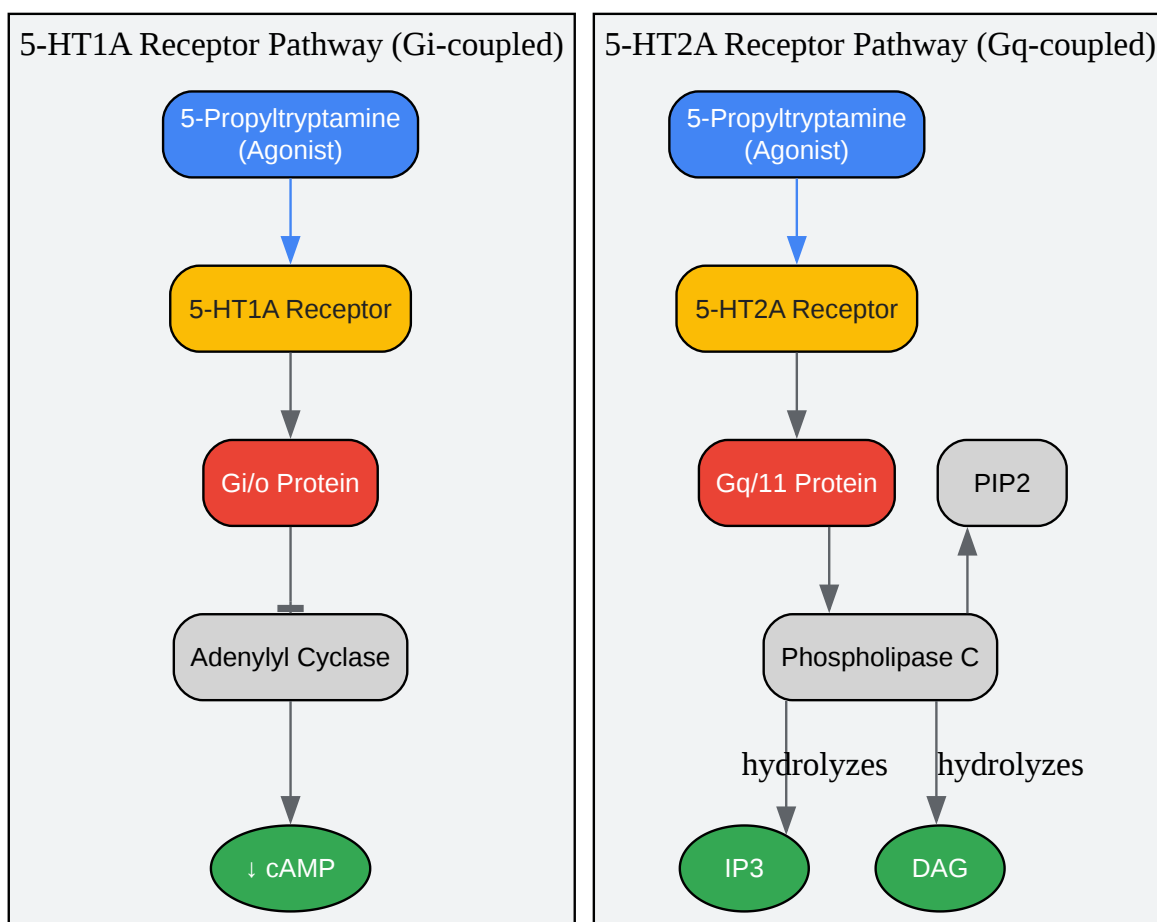 5-HT1A Receptor Pathway (Gi-coupled)
5-Propyltryptamine
(Agonist)
5-HT1A Receptor
Gi/o Protein
Adenylyl Cyclase
↓ cAMP
5-HT2A Receptor Pathway (Gq-coupled)
5-Propyltryptamine
(Agonist)
5-HT2A Receptor
Gq/11 Protein
PIP2
Phospholipase C
hydrolyzes
hydrolyzes
IP3
DAG